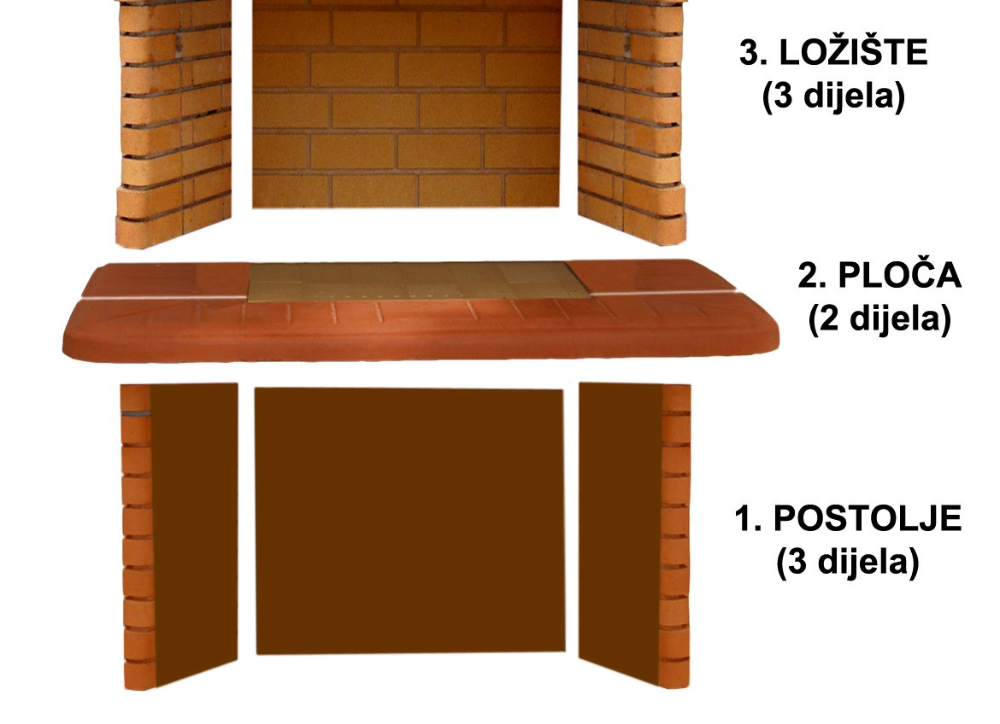 3. LOŽIŠTE
(3 dijela)
2. PLOČA
(2 dijela)
1. POSTOLJE
(3 dijela)